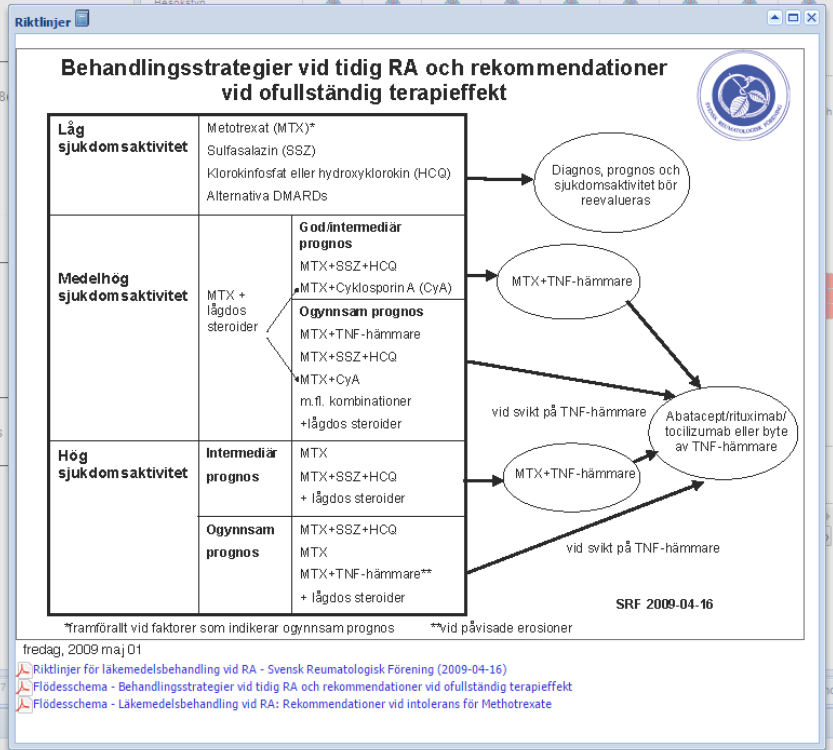 Riktlinjer
Behandlingsstrategier vid tidig RA och rekommendationer
vid ofullständig terapieffekt
SVENSK REUMATOLOGISK FÖRENING
Låg
sjukdomsaktivitet
Metotrexat (MTX)*
Sulfasalazin (SSZ)
Klorokinfosfat eller hydroxyklorokin (HCQ)
Alternativa DMARDs
Diagnos, prognos och
sjukdomsaktivitet bör
reevalueras
Medelhög
sjukdomsaktivitet
MTX +
lågdos
steroider
God/intermediär
prognos
MTX+SSZ+HCQ
MTX+Cyklosporin A (CyA)
Ogynnsam prognos
MTX+TNF-hämmare
MTX+SSZ+HCQ
MTX+CyA
m.fl. kombinationer
+lågdos steroider
MTX+TNF-hämmare
vid svikt på TNF-hämmare
Abatacept/rituximab/
tocilizumab eller byte
av TNF-hämmare
Hög
sjukdomsaktivitet
Intermediär
prognos
MTX
MTX+SSZ+HCQ
+ lågdos steroider
MTX+TNF-hämmare
Ogynnsam
prognos
MTX+SSZ+HCQ
MTX
MTX+TNF-hämmare**
+ lågdos steroider
vid svikt på TNF-hämmare
SRF 2009-04-16
*framförallt vid faktorer som indikerar ogynnsam prognos **vid påvisade erosioner
fredag, 2009 maj 01
Riktlinjer för läkemedelsbehandling vid RA - Svensk Reumatologisk Förening (2009-04-16)
Flödesschema - Behandlingsstrategier vid tidig RA och rekommendationer vid ofullständig terapieffekt
Flödesschema - Läkemedelsbehandling vid RA: Rekommendationer vid intolerans för Methotrexate